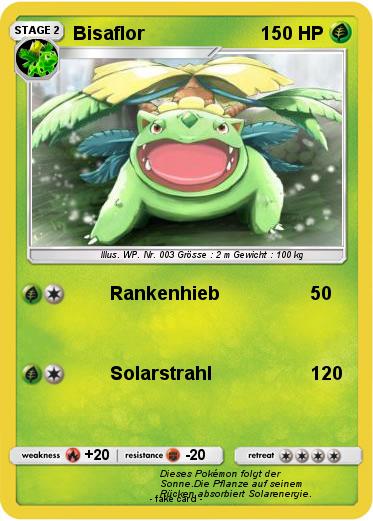 STAGE 2 Bisaflor 150 HP
Illus. WP. Nr. 003 Grösse : 2 m Gewicht : 100 kg
Rankenhieb 50
Solarstrahl 120
weakness +20 resistance -20 retreat
Dieses Pokémon folgt der
Sonne.Die Pflanze auf seinem
Rücken absorbiert Solarenergie.
- fake card -